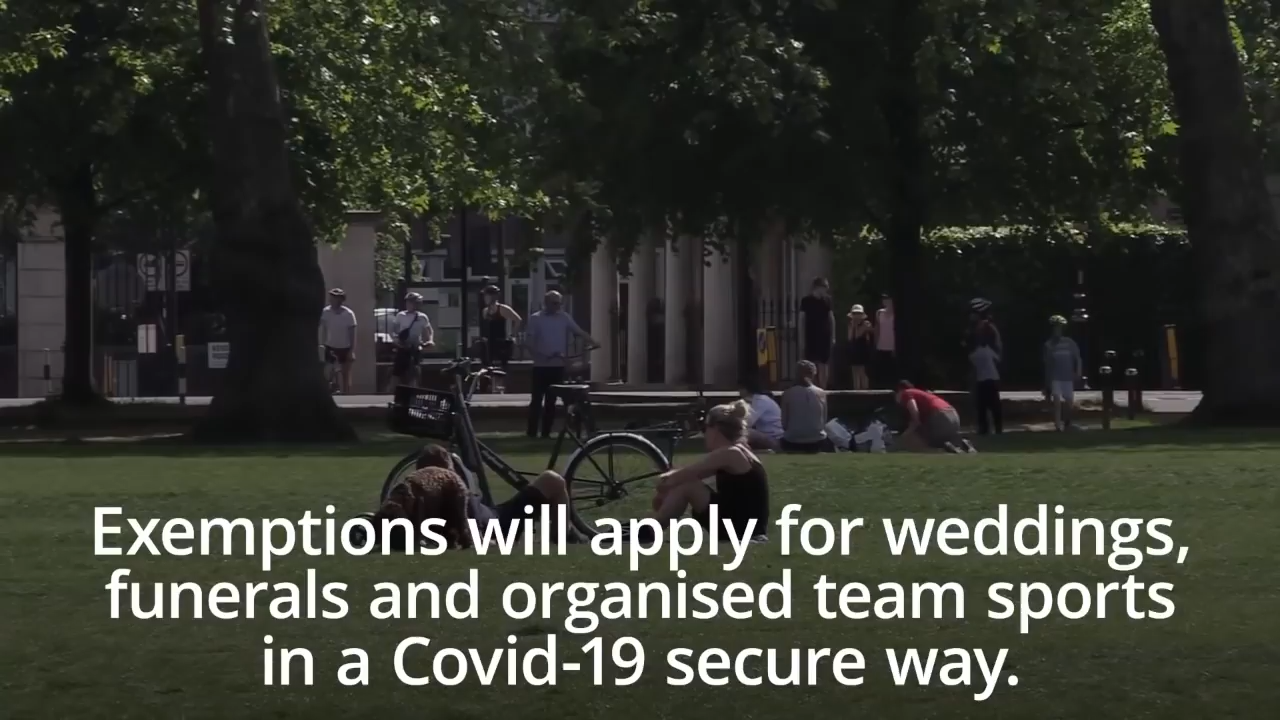 Exemptions will apply for weddings,
funerals and organised team sports
in a Covid-19 secure way.